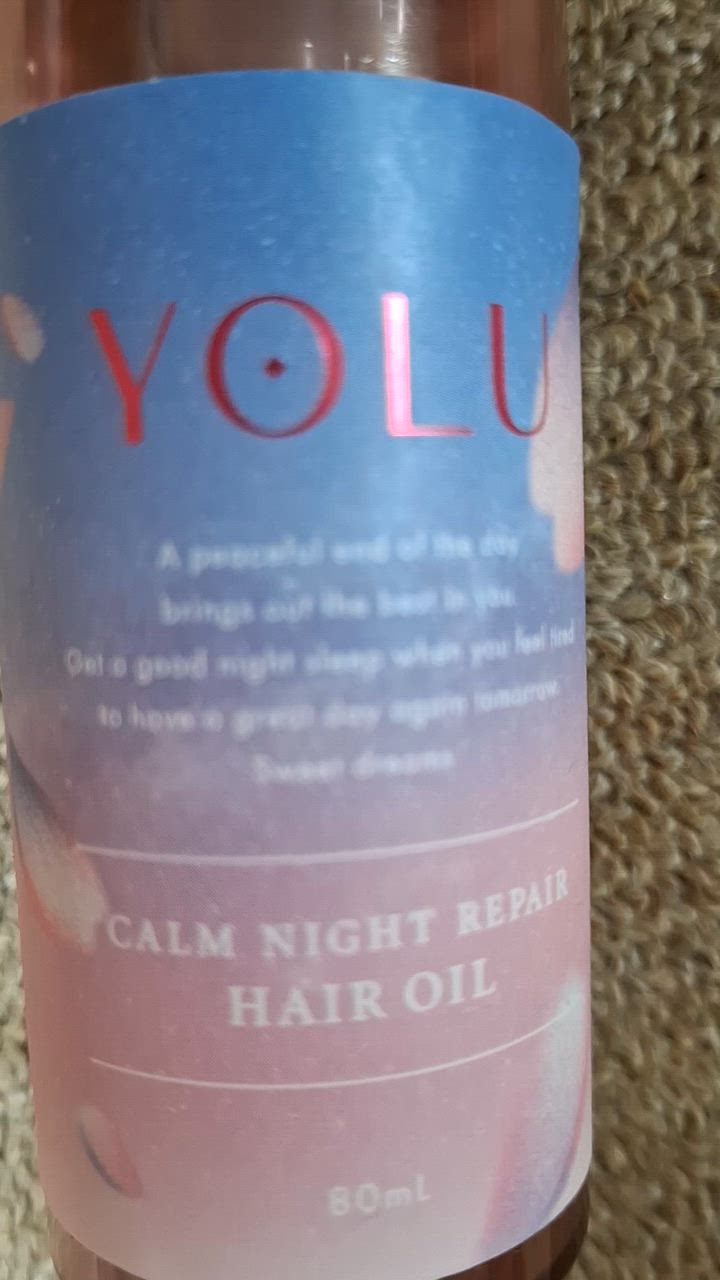 YOLU
A peaceful end of the day
brings out the best in you.
Get a good night sleep when you feel tired
to have a great day again tomorrow.
Sweet dreams
CALM NIGHT REPAIR
HAIR OIL
80mL